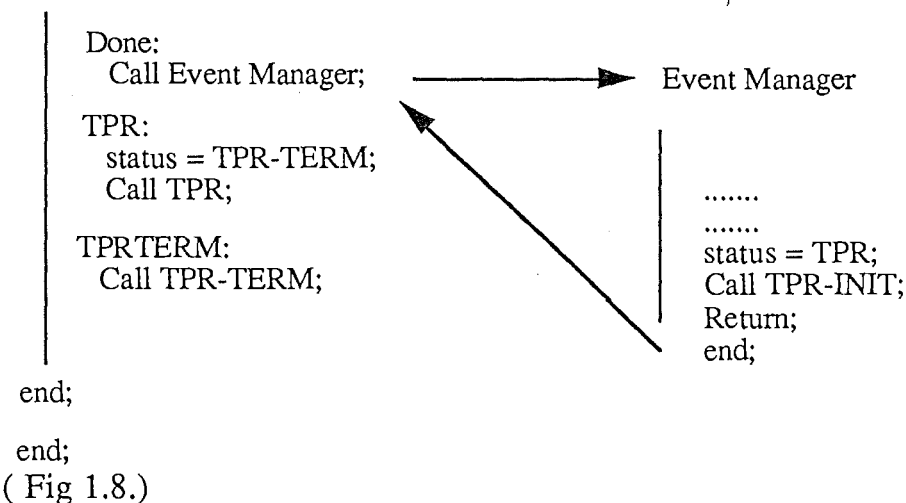 Done:
Call Event Manager;
Event Manager
TPR:
status = TPR-TERM;
Call TPR;
TPRTERM:
Call TPR-TERM;
.......
.......
status = TPR;
Call TPR-INIT;
Return;
end;
end;
end;
( Fig 1.8.)